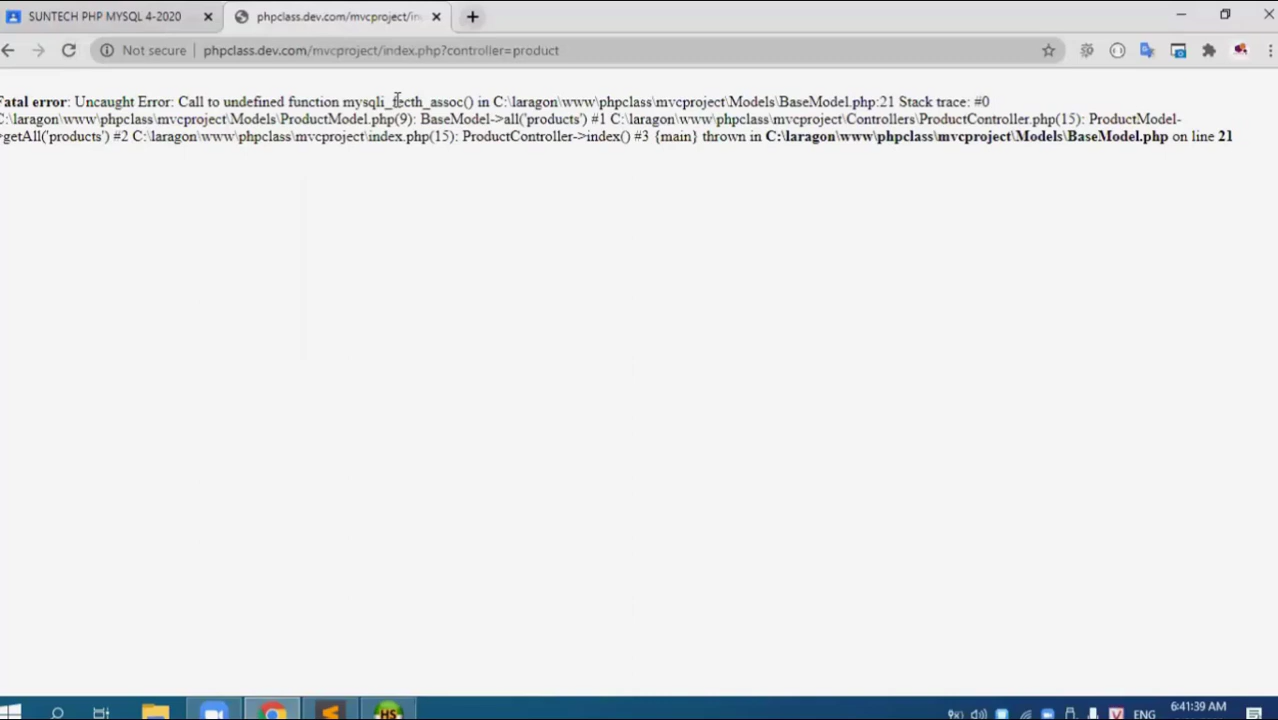 SUNTECH PHP MYSQL 4-2020
phpclass.dev.com/mvcproject/in
Not secure phpclass.dev.com/mvcproject/index.php?controller=product
Fatal error: Uncaught Error: Call to undefined function mysqli_fecth_assoc() in C:\laragon\www\phpclass\mvcproject\Models\BaseModel.php:21 Stack trace: #0
C:\laragon\www\phpclass\mvcproject\Models\ProductModel.php(9): BaseModel->all('products') #1 C:\laragon\www\phpclass\mvcproject\Controllers\ProductController.php(15): ProductModel-
>getAll('products') #2 C:\laragon\www\phpclass\mvcproject\index.php(15): ProductController->index() #3 {main} thrown in C:\laragon\www\phpclass\mvcproject\Models\BaseModel.php on line 21
HS
V
ENG
6:41:39 AM